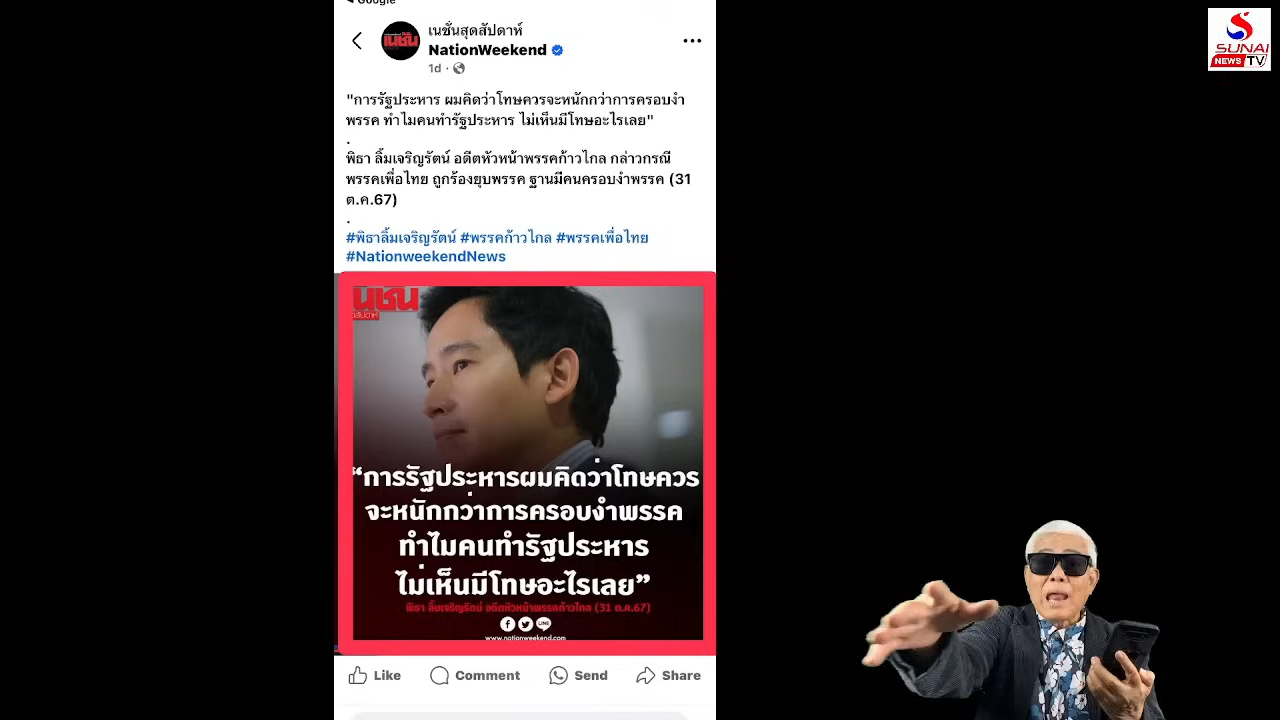 Google
เนชั่นสุดสัปดาห์
NationWeekend
1d
"การรัฐประหาร ผมคิดว่าโทษควรจะหนักกว่าการครอบงำ
พรรค ทำไมคนทำรัฐประหาร ไม่เห็นมีโทษอะไรเลย"
.
พิธา ลิ้มเจริญรัตน์ อดีตหัวหน้าพรรคก้าวไกล กล่าวกรณี
พรรคเพื่อไทย ถูกร้องยุบพรรค ฐานมีคนครอบงำพรรค (31
ต.ค.67)
.
#พิธาลิ้มเจริญรัตน์ #พรรคก้าวไกล #พรรคเพื่อไทย
#NationweekendNews
“การรัฐประหารผมคิดว่าโทษควร
จะหนักกว่าการครอบงำพรรค
ทำไมคนทำรัฐประหาร
ไม่เห็นมีโทษอะไรเลย”
พิธา ลิ้มเจริญรัตน์ อดีตหัวหน้าพรรคก้าวไกล (31 ต.ค.67)
LINE
www.nationweekend.com
Like
Comment
Send
Share
SUNAI
NEWS TV